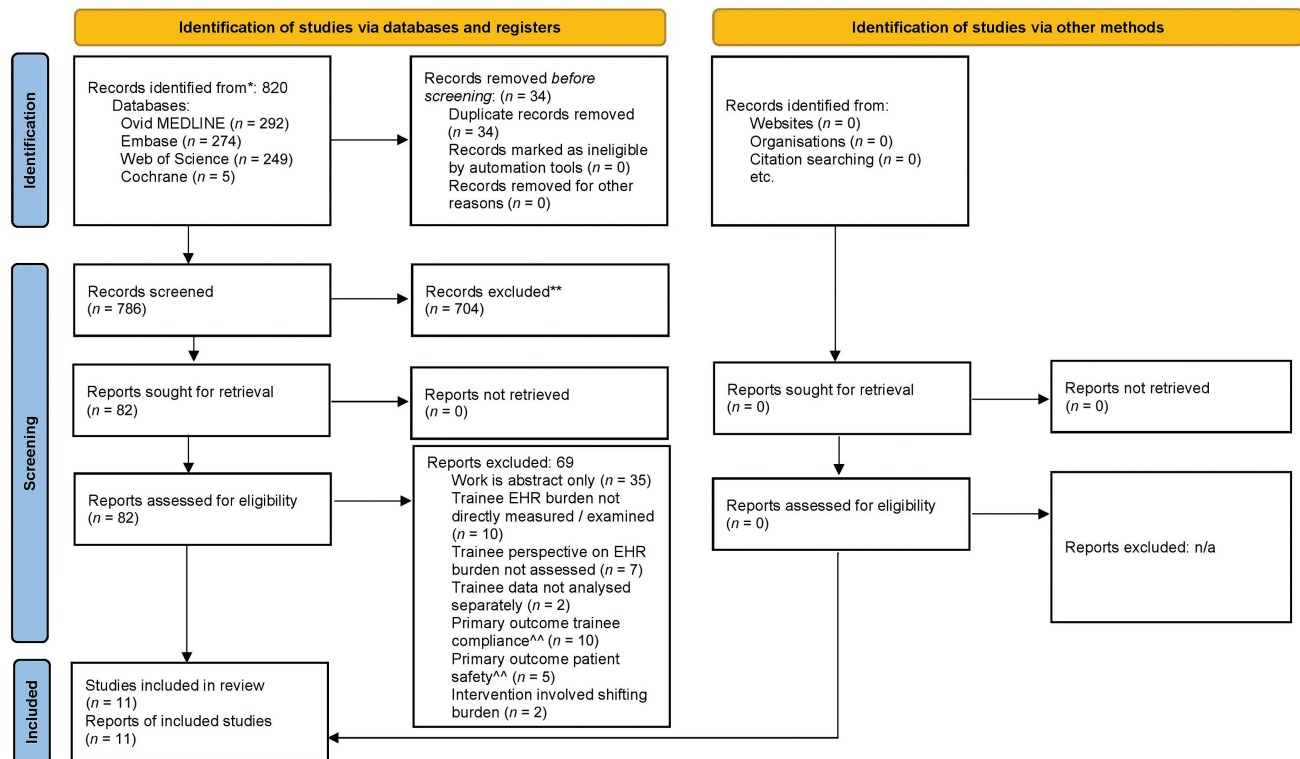 Identification of studies via databases and registers
Identification of studies via other methods
Identification
Records identified from*: 820
Databases:
Ovid MEDLINE (n = 292)
Embase (n = 274)
Web of Science (n = 249)
Cochrane (n = 5)
Records removed before
screening: (n = 34)
Duplicate records removed
(n = 34)
Records marked as ineligible
by automation tools (n = 0)
Records removed for other
reasons (n = 0)
Records identified from:
Websites (n = 0)
Organisations (n = 0)
Citation searching (n = 0)
etc.
Screening
Records screened
(n = 786)
Records excluded**
(n = 704)
Reports sought for retrieval
(n = 82)
Reports not retrieved
(n = 0)
Reports sought for retrieval
(n = 0)
Reports not retrieved
(n = 0)
Reports assessed for eligibility
(n = 82)
Reports excluded: 69
Work is abstract only (n = 35)
Trainee EHR burden not
directly measured / examined
(n = 10)
Trainee perspective on EHR
burden not assessed (n = 7)
Trainee data not analysed
separately (n = 2)
Primary outcome trainee
compliance^^ (n = 10)
Primary outcome patient
safety^^ (n = 5)
Intervention involved shifting
burden (n = 2)
Reports assessed for eligibility
(n = 0)
Reports excluded: n/a
Included
Studies included in review
(n = 11)
Reports of included studies
(n = 11)